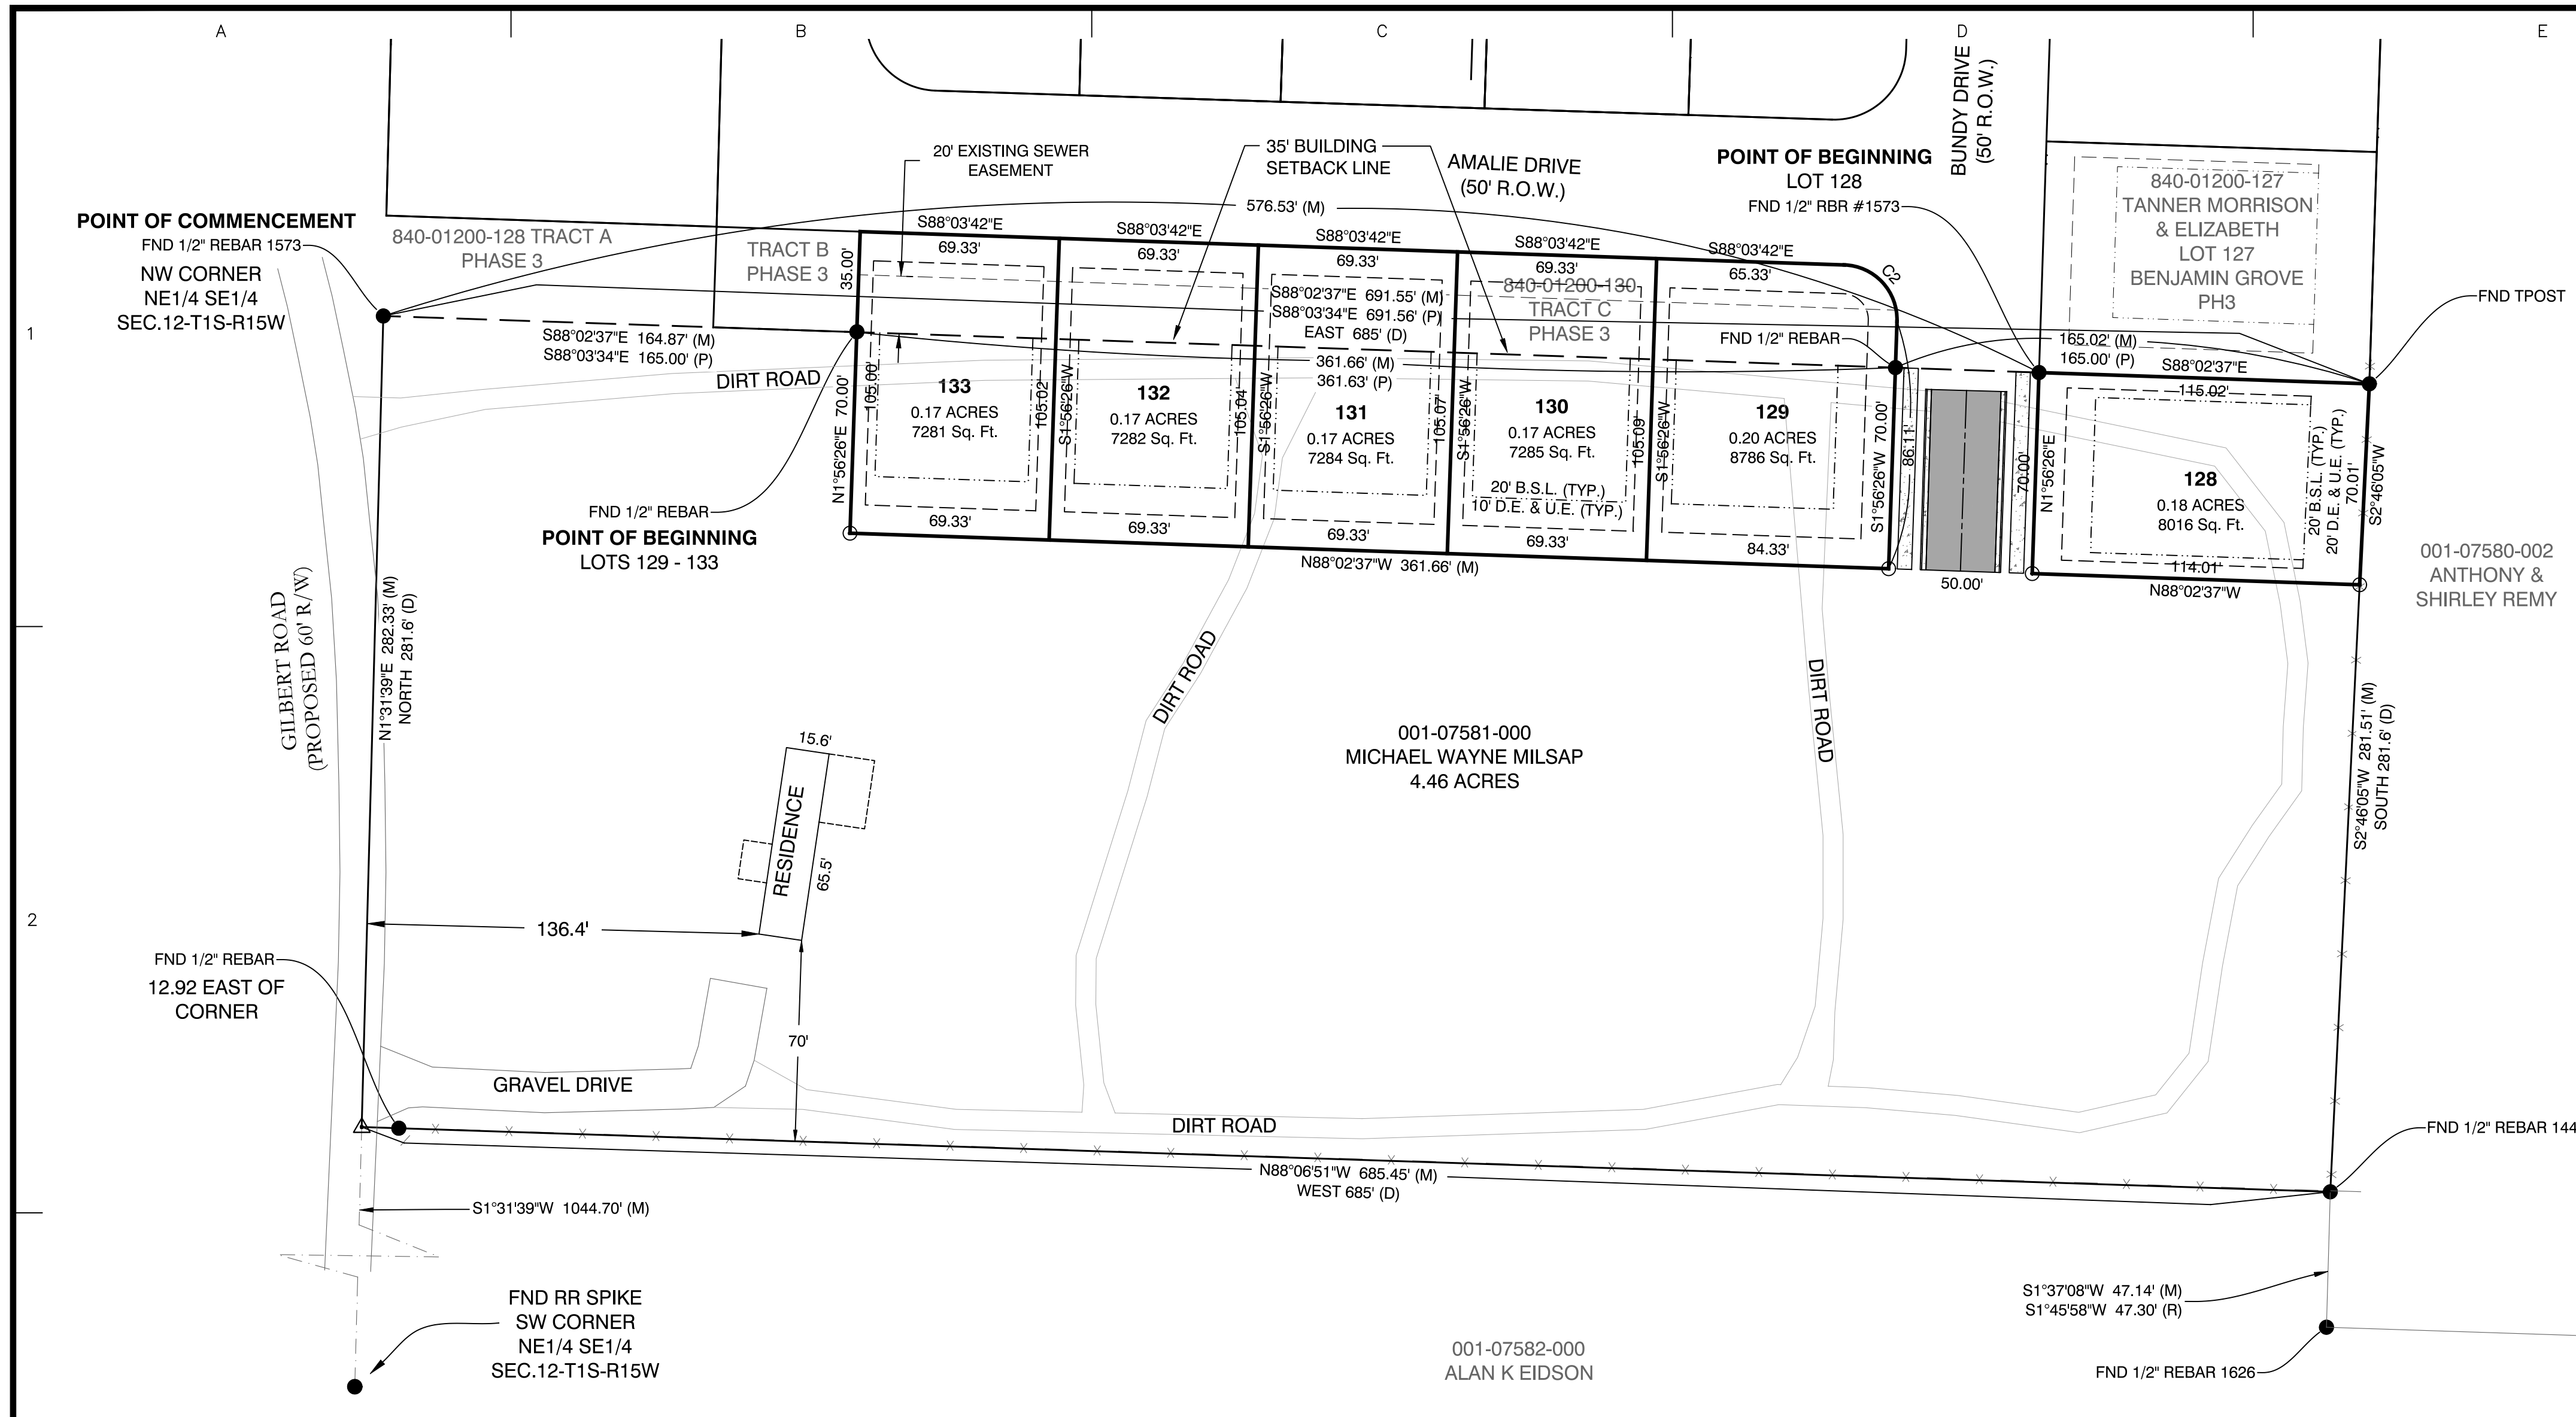 A
B
C
D
E
1
2
POINT OF COMMENCEMENT
FND 1/2" REBAR 1573
NW CORNER
NE1/4 SE1/4
SEC.12-T1S-R15W
840-01200-128 TRACT A
PHASE 3
TRACT B
PHASE 3
20' EXISTING SEWER
EASEMENT
35' BUILDING
SETBACK LINE
AMALIE DRIVE
(50' R.O.W.)
576.53' (M)
POINT OF BEGINNING
LOT 128
FND 1/2" RBR #1573
BUNDY DRIVE
(50' R.O.W.)
840-01200-127
TANNER MORRISON
& ELIZABETH
LOT 127
BENJAMIN GROVE
PH3
FND TPOST
S88°03'42"E
69.33'
S88°03'42"E
69.33'
S88°03'42"E
69.33'
S88°03'42"E
69.33'
S88°03'42"E
65.33'
C2
35.00'
840-01200-130
TRACT C
PHASE 3
S88°02'37"E 691.55' (M)
S88°03'34"E 691.56' (P)
EAST 685' (D)
S88°02'37"E 164.87' (M)
S88°03'34"E 165.00' (P)
FND 1/2" REBAR
361.66' (M)
361.63' (P)
165.02' (M)
165.00' (P)
S88°02'37"E
115.02'
DIRT ROAD
N1°56'26"E 70.00'
105.00'
133
0.17 ACRES
7281 Sq. Ft.
105.02'
S1°56'26"W
132
0.17 ACRES
7282 Sq. Ft.
105.04'
S1°56'26"W
131
0.17 ACRES
7284 Sq. Ft.
105.07'
S1°56'26"W
130
0.17 ACRES
7285 Sq. Ft.
20' B.S.L. (TYP.)
10' D.E. & U.E. (TYP.)
105.09'
S1°56'26"W
129
0.20 ACRES
8786 Sq. Ft.
S1°56'26"W 70.00'
86.11'
70.00'
N1°56'26"E
128
0.18 ACRES
8016 Sq. Ft.
20' B.S.L. (TYP.)
20' D.E. & U.E. (TYP.)
70.01'
S2°46'05"W
FND 1/2" REBAR
POINT OF BEGINNING
LOTS 129 - 133
69.33'
69.33'
69.33'
69.33'
84.33'
N88°02'37"W 361.66' (M)
50.00'
114.01'
N88°02'37"W
001-07580-002
ANTHONY &
SHIRLEY REMY
GILBERT ROAD
(PROPOSED 60' R/W)
N1°31'39"E 282.33' (M)
NORTH 281.6' (D)
DIRT ROAD
DIRT ROAD
001-07581-000
MICHAEL WAYNE MILSAP
4.46 ACRES
S2°46'05"W 281.51' (M)
SOUTH 281.6' (D)
15.6'
RESIDENCE
65.5'
136.4'
70'
FND 1/2" REBAR
12.92 EAST OF
CORNER
GRAVEL DRIVE
DIRT ROAD
FND 1/2" REBAR 144
N88°06'51"W 685.45' (M)
WEST 685' (D)
S1°31'39"W 1044.70' (M)
FND RR SPIKE
SW CORNER
NE1/4 SE1/4
SEC.12-T1S-R15W
S1°37'08"W 47.14' (M)
S1°45'58"W 47.30' (R)
001-07582-000
ALAN K EIDSON
FND 1/2" REBAR 1626